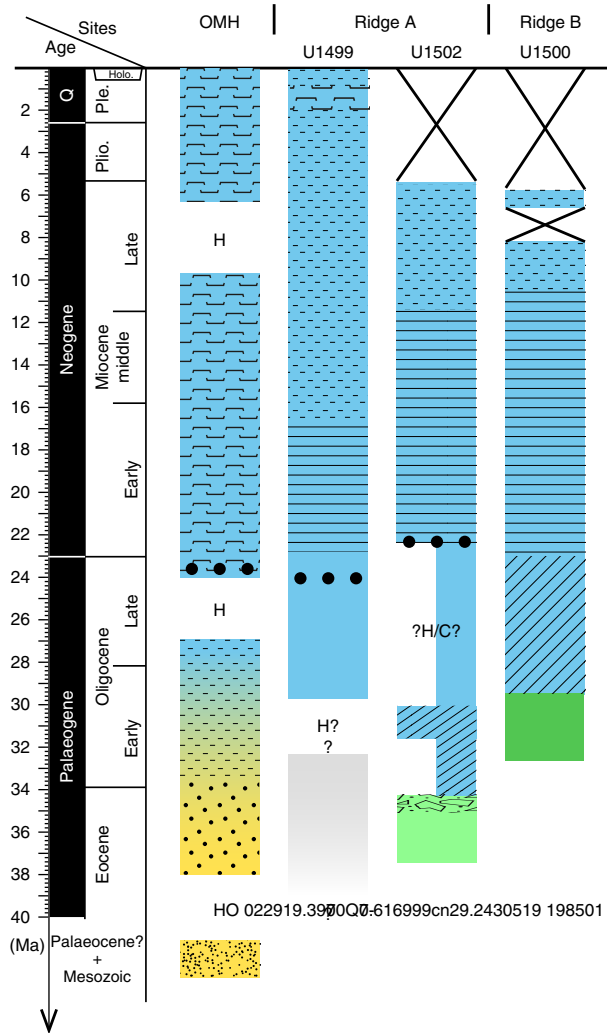 Sites
Age
OMH
Ridge A
Ridge B
U1499
U1502
U1500
Holo.
Q
Ple.
Plio.
Neogene
Miocene
Late
middle
Early
Palaeogene
Oligocene
Late
Early
Eocene
2
4
6
8
10
12
14
16
18
20
22
24
26
28
30
32
34
36
38
40
(Ma)
Palaeocene?
+
Mesozoic
H
H
H?
?
?H/C?